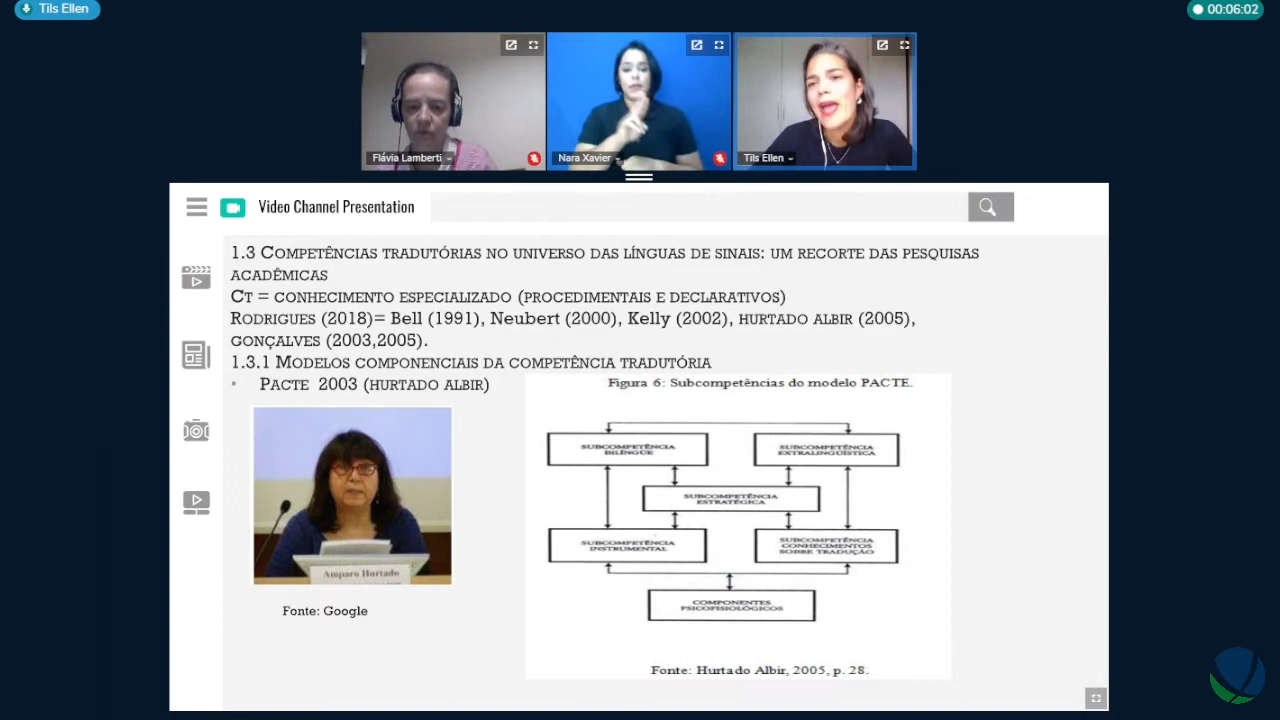 Tils Ellen
00:06:02
Flávia Lamberti
Nara Xavier
Tils Ellen
Video Channel Presentation
1.3 COMPETÊNCIAS TRADUTÓRIAS NO UNIVERSO DAS LÍNGUAS DE SINAIS: UM RECORTE DAS PESQUISAS
ACADÊMICAS
CT = CONHECIMENTO ESPECIALIZADO (PROCEDIMENTAIS E DECLARATIVOS)
RODRIGUES (2018)= Bell (1991), Neubert (2000), Kelly (2002), HURTADO ALBIR (2005),
GONÇALVES (2003,2005).
1.3.1 MODELOS COMPONENCIAIS DA COMPETÊNCIA TRADUTÓRIA
• PACTE 2003 (HURTADO ALBIR)
Figura 6: Subcompetências do modelo PACTE.
SUBCOMPETÊNCIA
BILÍNGUE
SUBCOMPETÊNCIA
EXTRALINGUÍSTICA
SUBCOMPETÊNCIA
ESTRATÉGICA
SUBCOMPETÊNCIA
INSTRUMENTAL
SUBCOMPETÊNCIA
CONHECIMENTOS
SOBRE TRADUÇÃO
COMPONENTES
PSICOFISIOLÓGICOS
Amparo Hurtado
Fonte: Google
Fonte: Hurtado Albir, 2005, p. 28.